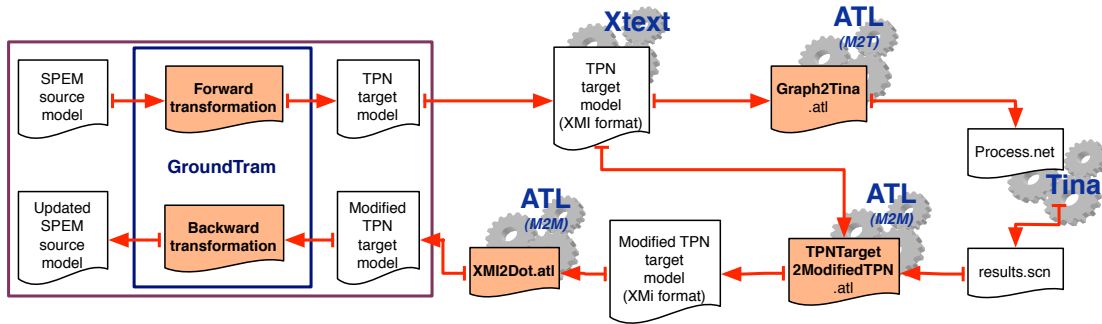 SPEM
source
model
Forward
transformation
TPN
target
model
GroundTram
Updated
SPEM
source
model
Backward
transformation
Modified
TPN
target
model
Xtext
TPN
target
model
(XMI format)
ATL
(M2T)
Graph2Tina
.atl
Process.net
Tina
results.scn
ATL
(M2M)
TPNTarget
2ModifiedTPN
.atl
Modified TPN
target
model
(XMi format)
ATL
(M2M)
XMI2Dot.atl